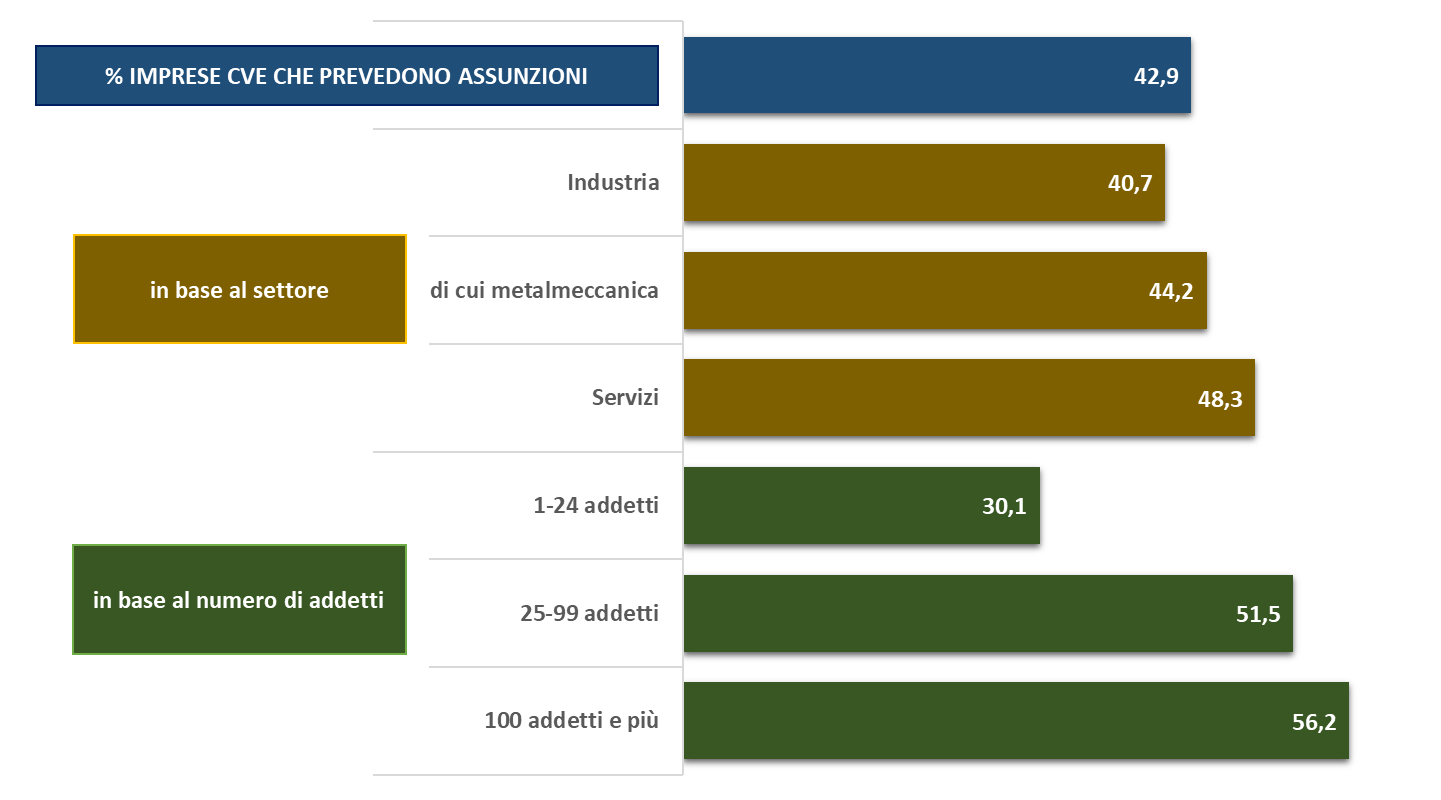 % IMPRESE CVE CHE PREVEDONO ASSUNZIONI
42,9
Industria
40,7
in base al settore
di cui metalmeccanica
44,2
Servizi
48,3
1-24 addetti
30,1
in base al numero di addetti
25-99 addetti
51,5
100 addetti e più
56,2